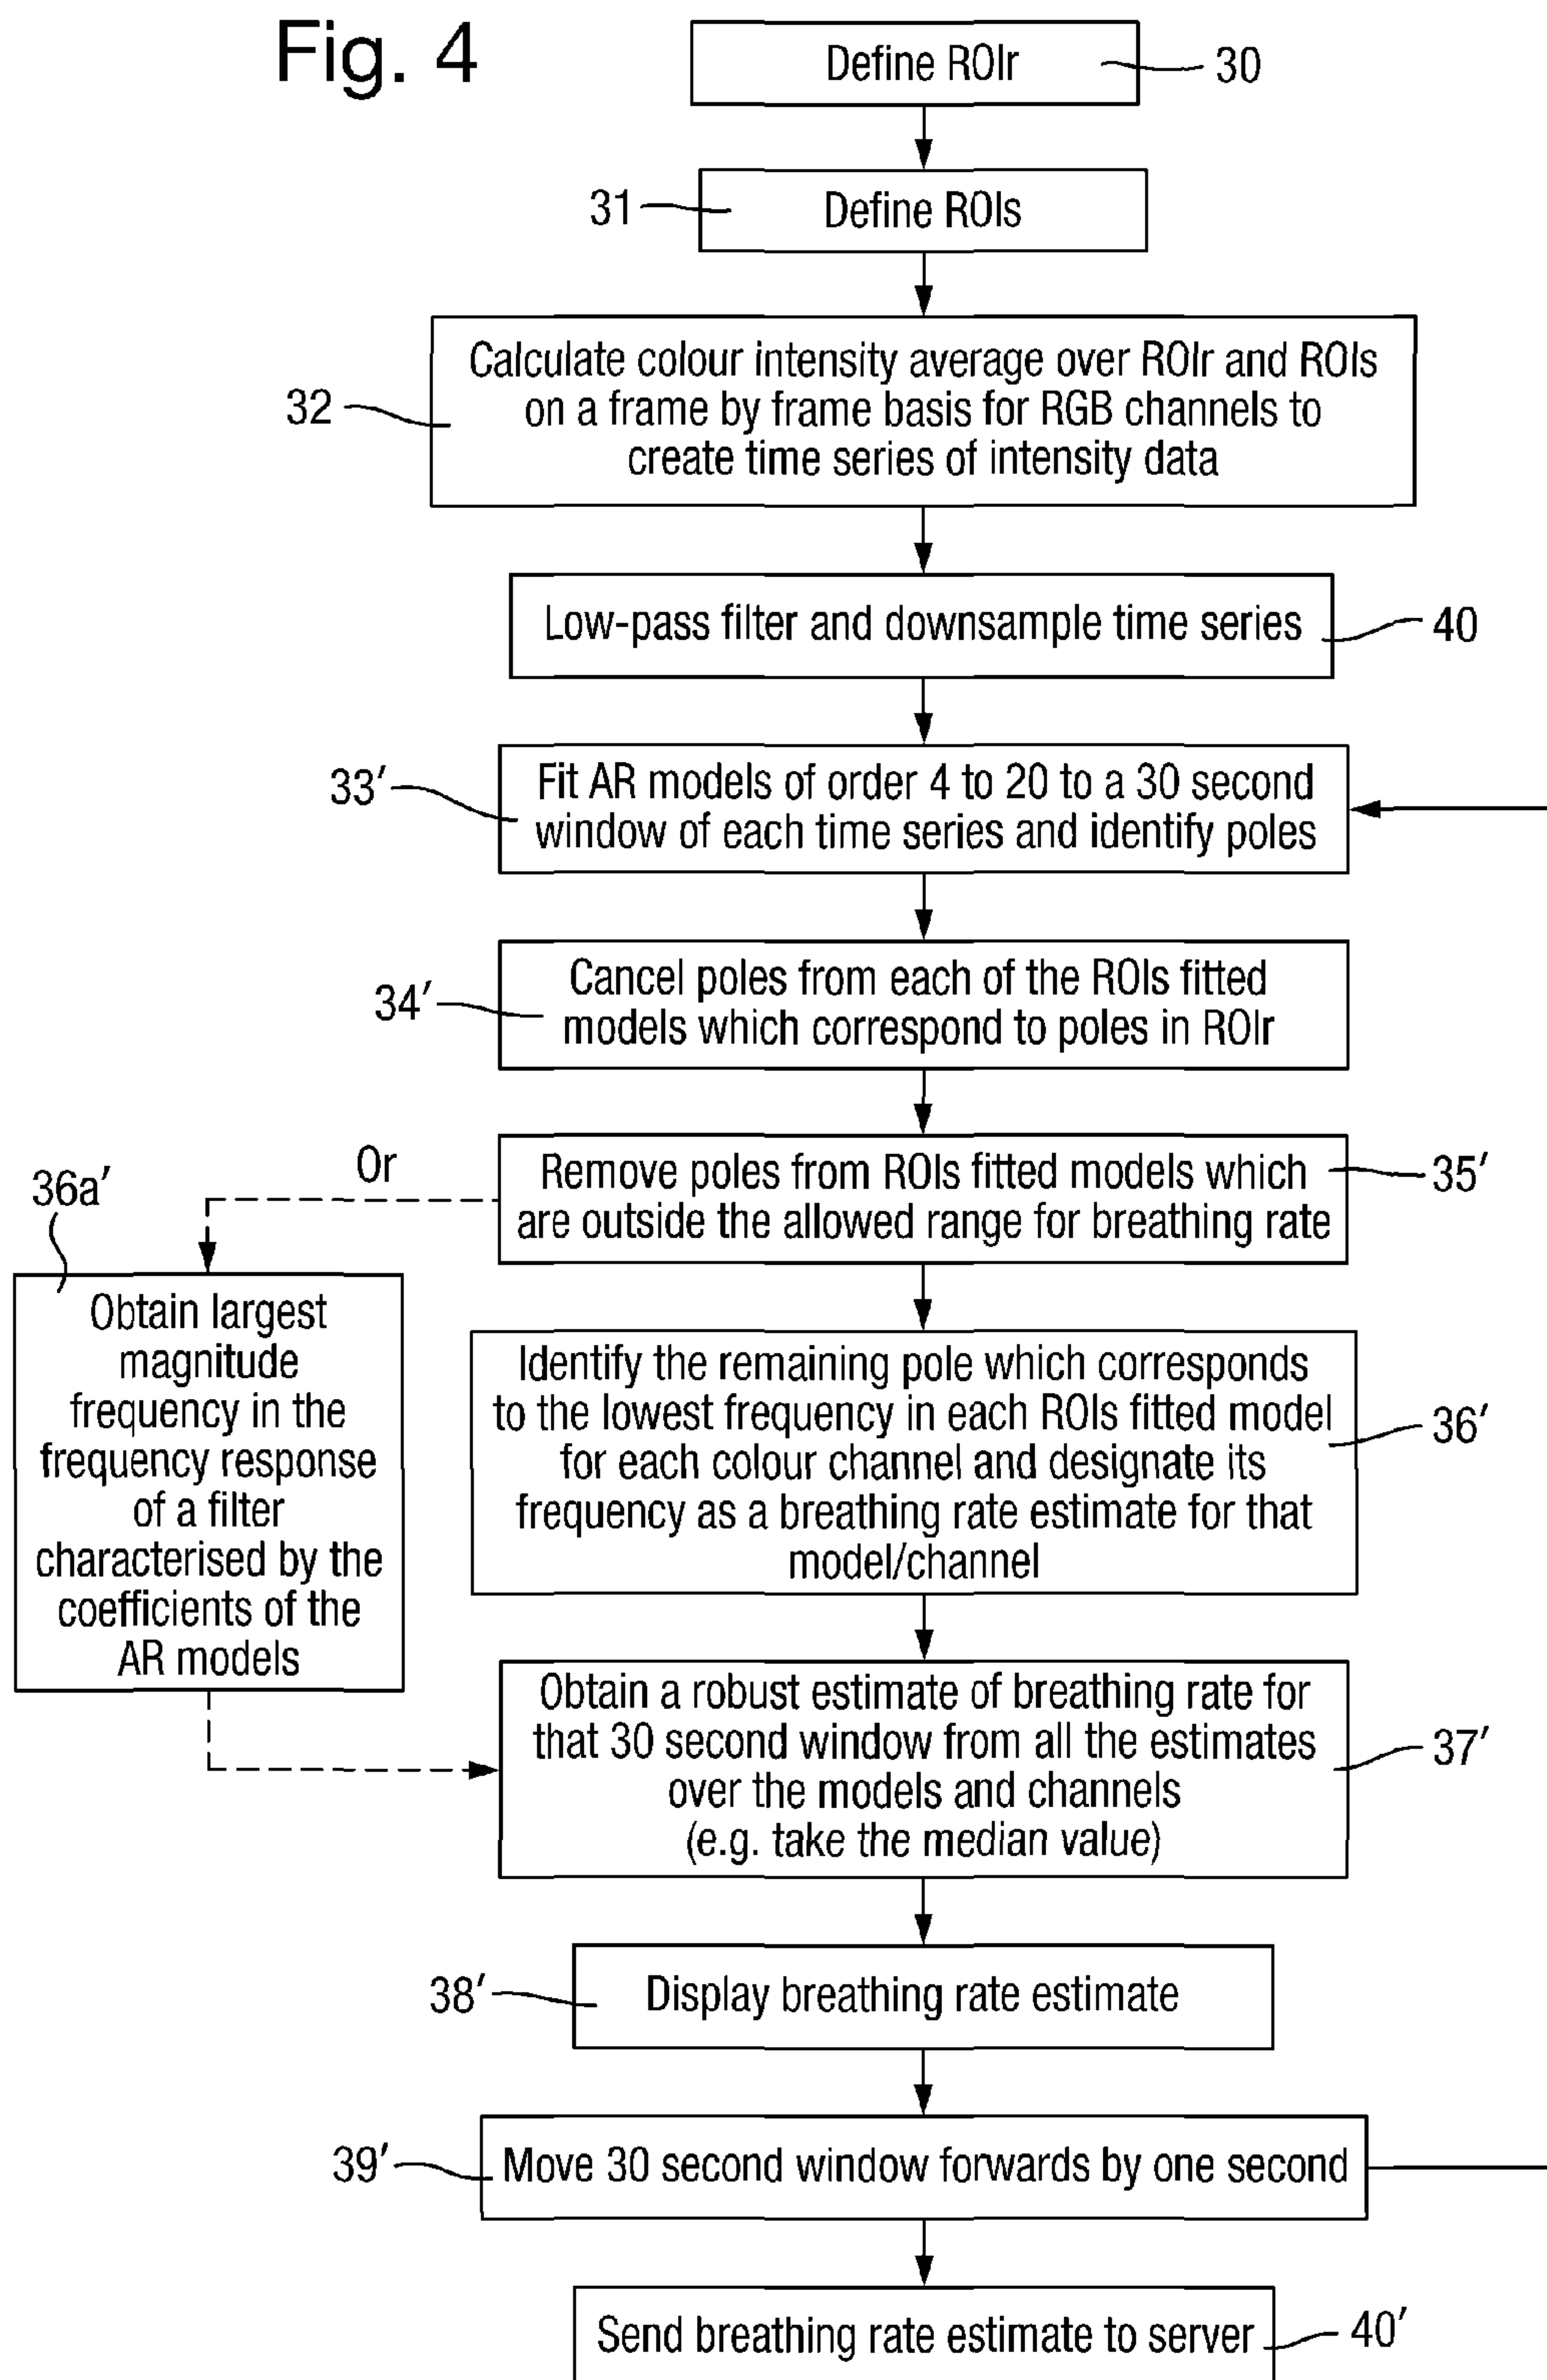 Fig. 4
Define ROIr
30
31
Define ROIs
Calculate colour intensity average over ROIr and ROIs
on a frame by frame basis for RGB channels to
create time series of intensity data
32
Low-pass filter and downsample time series
40
33′
Fit AR models of order 4 to 20 to a 30 second
window of each time series and identify poles
34′
Cancel poles from each of the ROIs fitted
models which correspond to poles in ROIr
Or
Remove poles from ROIs fitted models which
are outside the allowed range for breathing rate
35′
36a′
Obtain largest
magnitude
frequency in the
frequency response
of a filter
characterised by the
coefficients of the
AR models
Identify the remaining pole which corresponds
to the lowest frequency in each ROIs fitted model
for each colour channel and designate its
frequency as a breathing rate estimate for that
model/channel
36′
Obtain a robust estimate of breathing rate for
that 30 second window from all the estimates
over the models and channels
(e.g. take the median value)
37′
38′
Display breathing rate estimate
39′
Move 30 second window forwards by one second
Send breathing rate estimate to server
40′